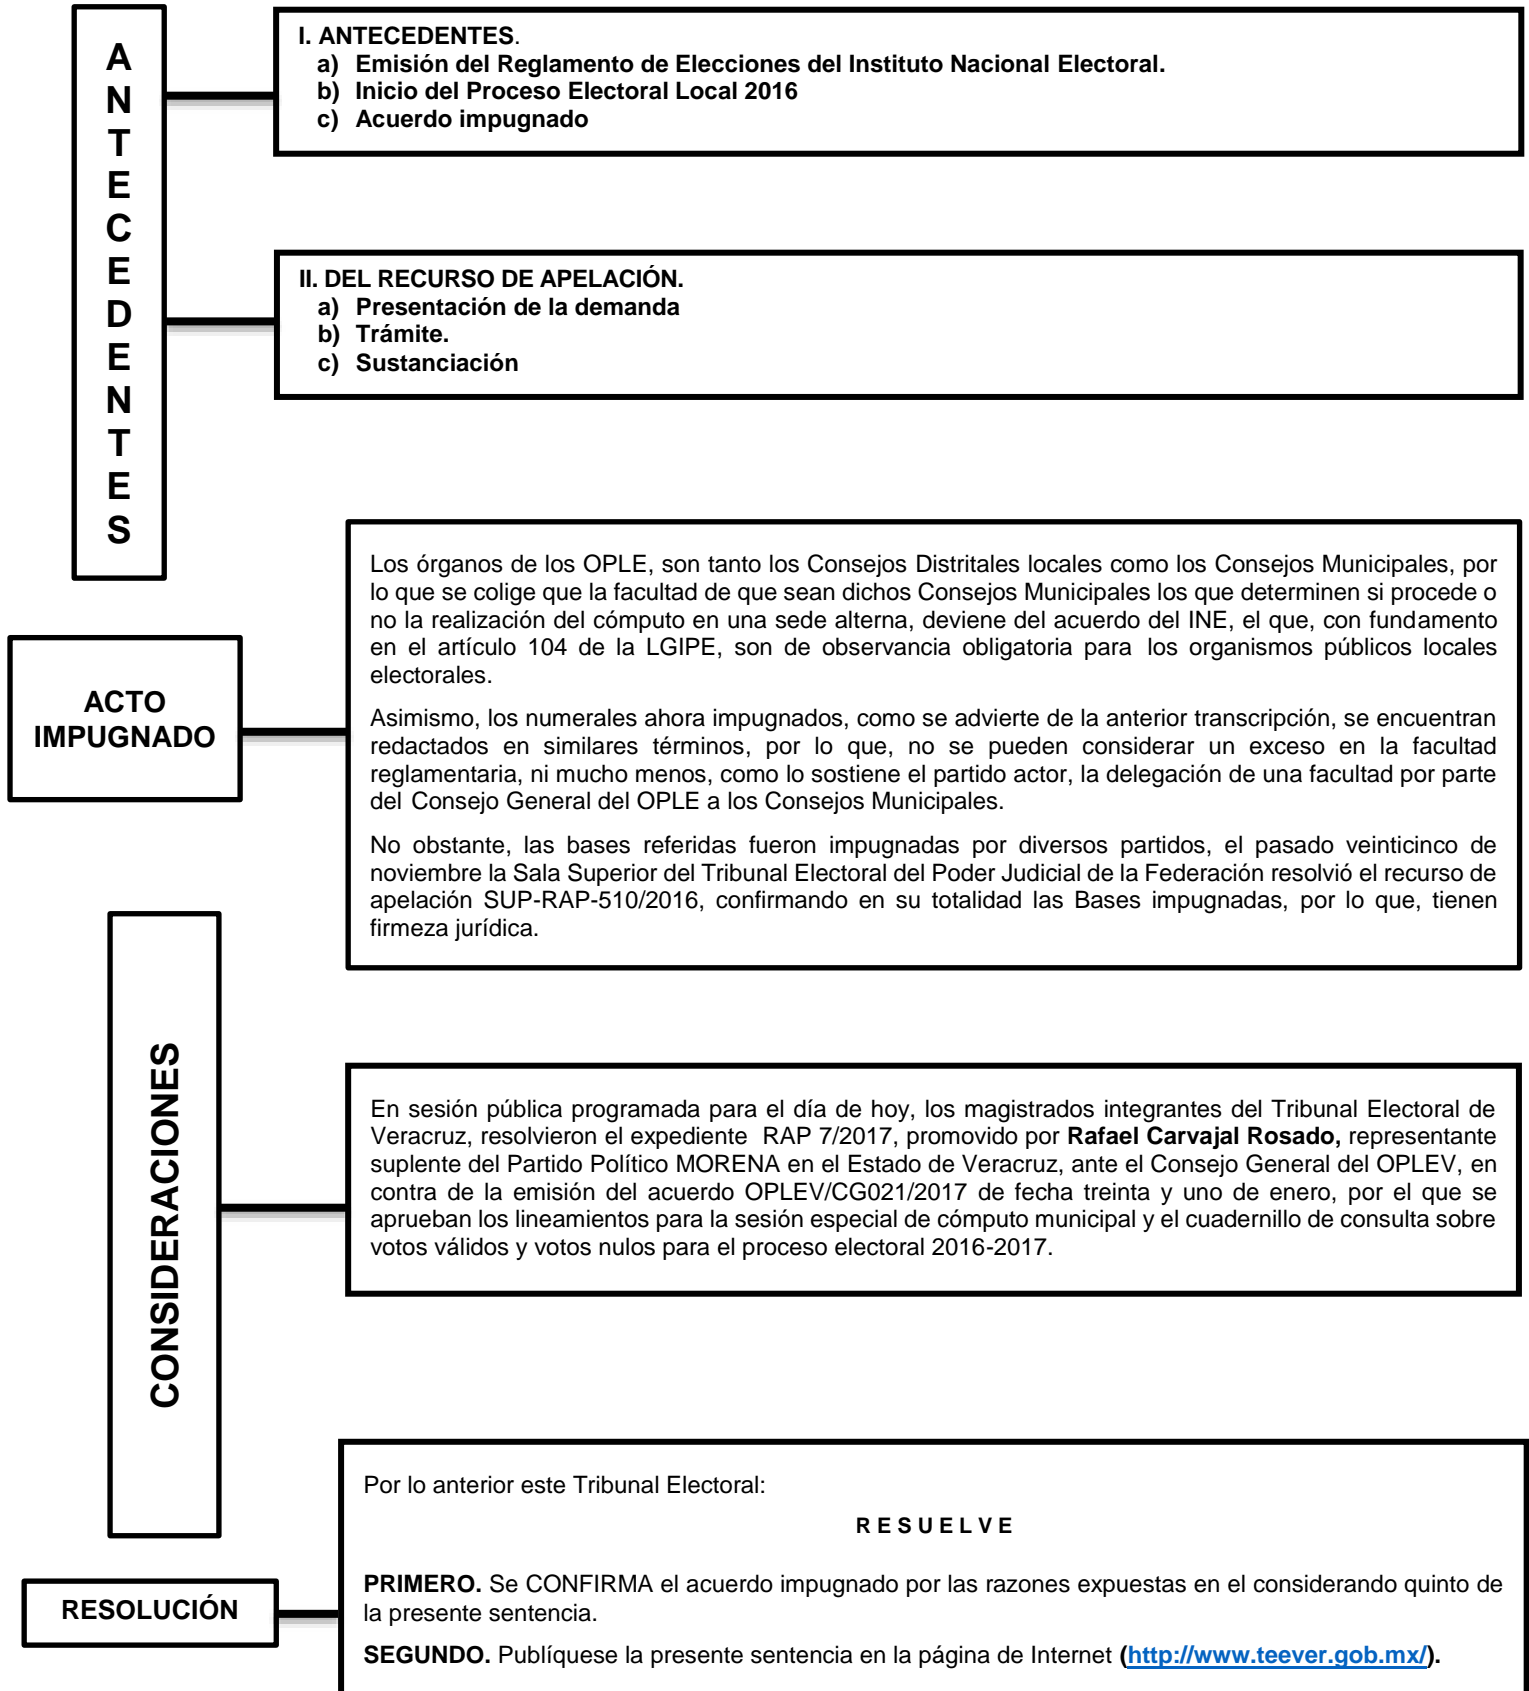 ANTECEDENTES
I. ANTECEDENTES.
a) Emisión del Reglamento de Elecciones del Instituto Nacional Electoral.
b) Inicio del Proceso Electoral Local 2016
c) Acuerdo impugnado
II. DEL RECURSO DE APELACIÓN.
a) Presentación de la demanda
b) Trámite.
c) Sustanciación
ACTO
IMPUGNADO
Los órganos de los OPLE, son tanto los Consejos Distritales locales como los Consejos Municipales, por
lo que se colige que la facultad de que sean dichos Consejos Municipales los que determinen si procede o
no la realización del cómputo en una sede alterna, deviene del acuerdo del INE, el que, con fundamento
en el artículo 104 de la LGIPE, son de observancia obligatoria para los organismos públicos locales
electorales.
Asimismo, los numerales ahora impugnados, como se advierte de la anterior transcripción, se encuentran
redactados en similares términos, por lo que, no se pueden considerar un exceso en la facultad
reglamentaria, ni mucho menos, como lo sostiene el partido actor, la delegación de una facultad por parte
del Consejo General del OPLE a los Consejos Municipales.
No obstante, las bases referidas fueron impugnadas por diversos partidos, el pasado veinticinco de
noviembre la Sala Superior del Tribunal Electoral del Poder Judicial de la Federación resolvió el recurso de
apelación SUP-RAP-510/2016, confirmando en su totalidad las Bases impugnadas, por lo que, tienen
firmeza jurídica.
CONSIDERACIONES
En sesión pública programada para el día de hoy, los magistrados integrantes del Tribunal Electoral de
Veracruz, resolvieron el expediente RAP 7/2017, promovido por Rafael Carvajal Rosado, representante
suplente del Partido Político MORENA en el Estado de Veracruz, ante el Consejo General del OPLEV, en
contra de la emisión del acuerdo OPLEV/CG021/2017 de fecha treinta y uno de enero, por el que se
aprueban los lineamientos para la sesión especial de cómputo municipal y el cuadernillo de consulta sobre
votos válidos y votos nulos para el proceso electoral 2016-2017.
RESOLUCIÓN
Por lo anterior este Tribunal Electoral:
R E S U E L V E
PRIMERO. Se CONFIRMA el acuerdo impugnado por las razones expuestas en el considerando quinto de
la presente sentencia.
SEGUNDO. Publíquese la presente sentencia en la página de Internet (http://www.teever.gob.mx/).